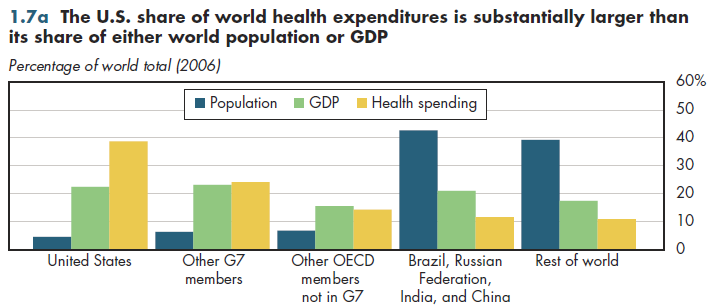 1.7a The U.S. share of world health expenditures is substantially larger than
its share of either world population or GDP
Percentage of world total (2006)
60%
Population GDP Health spending
50
40
30
20
10
0
United States
Other G7
members
Other OECD
members
not in G7
Brazil, Russian
Federation,
India, and China
Rest of world